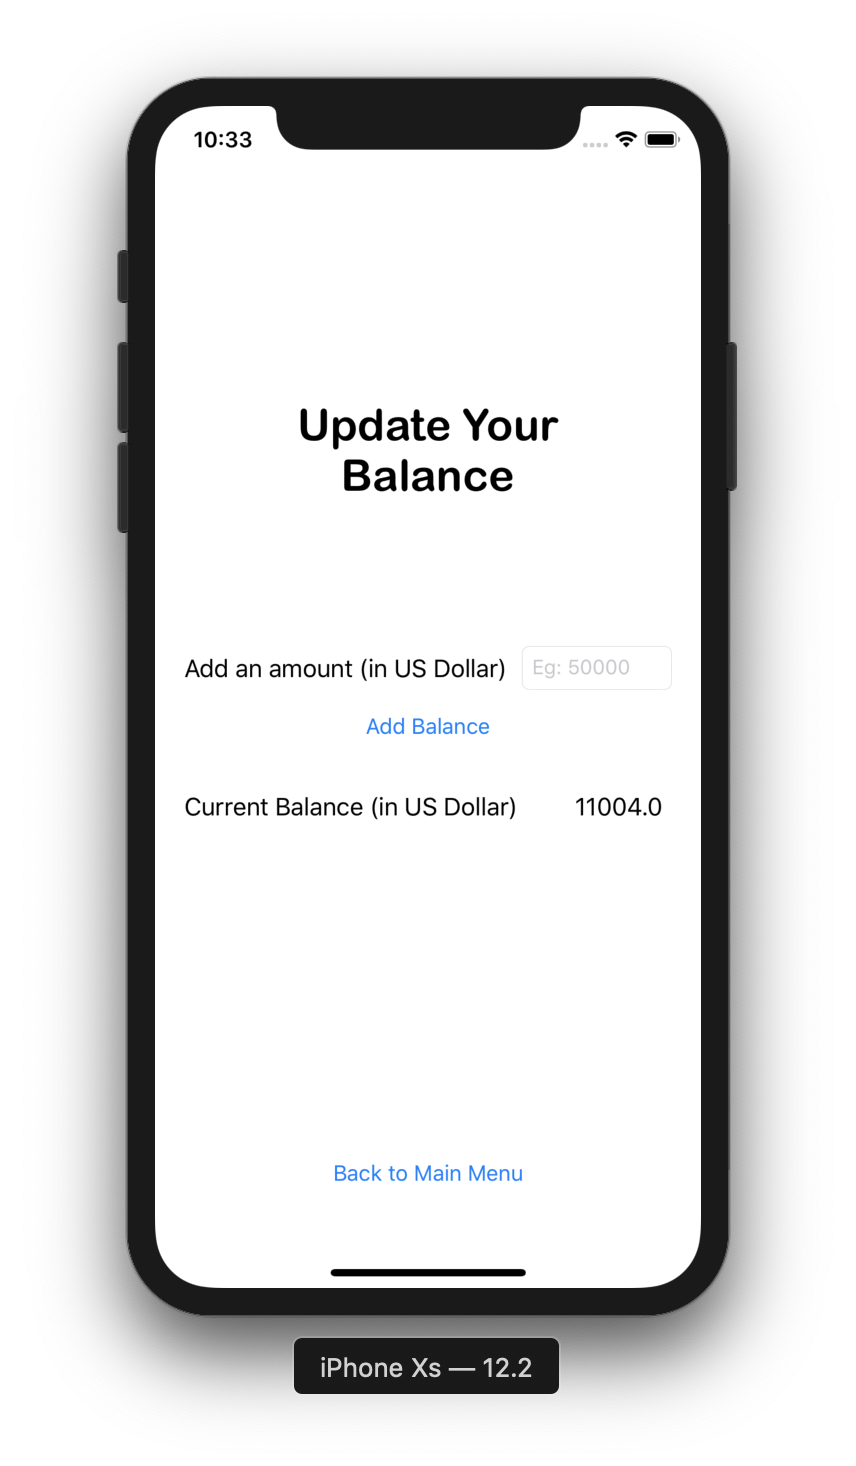 10:33
Update Your
Balance
Add an amount (in US Dollar) Eg: 50000
Add Balance
Current Balance (in US Dollar) 11004.0
Back to Main Menu
iPhone Xs — 12.2